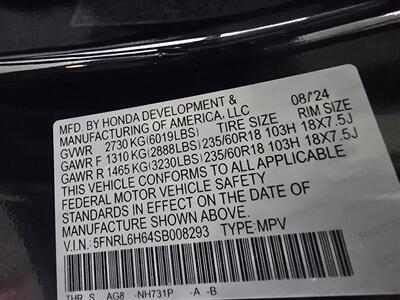 MFD. BY HONDA DEVELOPMENT &
MANUFACTURING OF AMERICA, LLC 08/'24
GVWR 2730 KG(6019LBS) TIRE SIZE RIM SIZE
GAWR F 1310 KG(2888LBS) 235/60R18 103H 18X7.5J
GAWR R 1465 KG(3230LBS) 235/60R18 103H 18X7.5J
THIS VEHICLE CONFORMS TO ALL APPLICABLE
FEDERAL MOTOR VEHICLE SAFETY
STANDARDS IN EFFECT ON THE DATE OF
MANUFACTURE SHOWN ABOVE.
V.I.N.: 5FNRL6H64SB008293 TYPE: MPV
THR S AG8 -NH731P -A -B